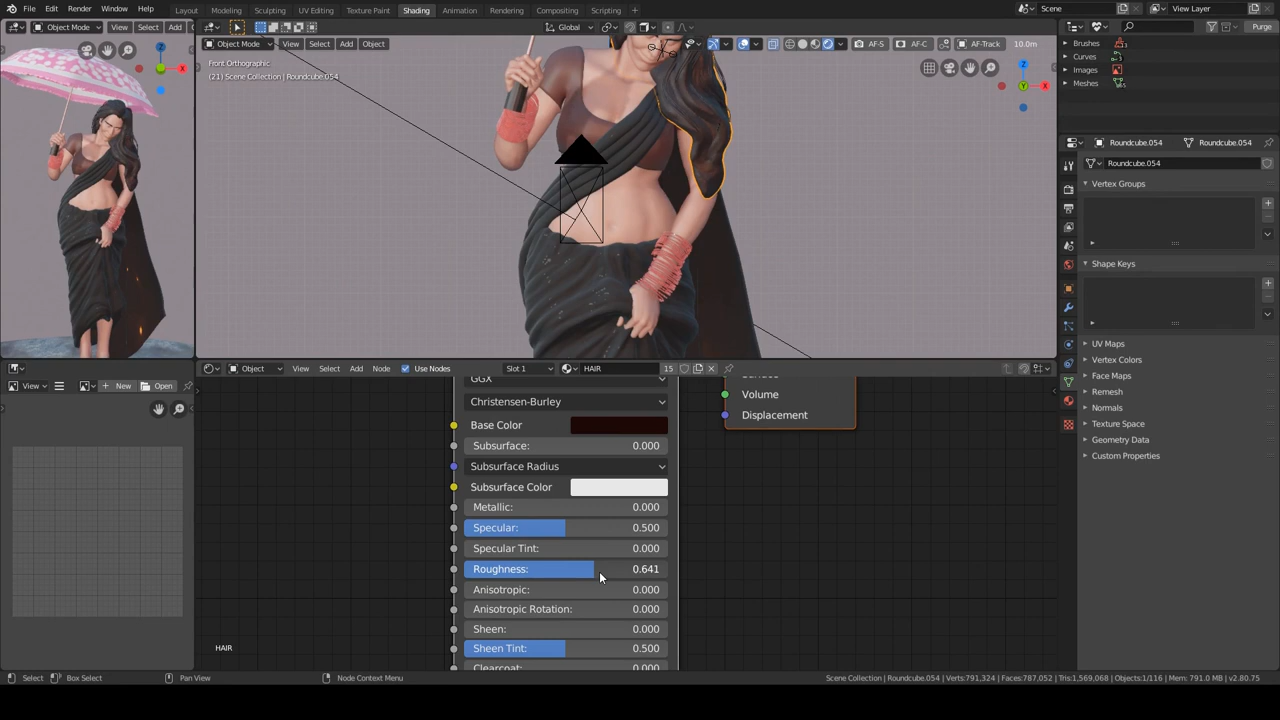 File Edit Render Window Help Layout Modeling Sculpting UV Editing Texture Paint Shading Animation Rendering Compositing Scripting Scene View Layer
Object Mode View Select Add Global
Object Mode View Select Add Object AF-S AF-C AF-Track 10.0m Purge
Front Orthographic
(21) Scene Collection | Roundcube.054
Brushes
Curves
Images
Meshes
Roundcube.054 Roundcube.054
Roundcube.054
Vertex Groups
Shape Keys
UV Maps
Vertex Colors
Face Maps
Remesh
Normals
Texture Space
Geometry Data
Custom Properties
Object View Select Add Node Use Nodes Slot 1 HAIR 15
View New Open
GGX
Christensen-Burley
Base Color
Subsurface: 0.000
Subsurface Radius
Subsurface Color
Metallic: 0.000
Specular: 0.500
Specular Tint: 0.000
Roughness: 0.641
Anisotropic: 0.000
Anisotropic Rotation: 0.000
Sheen: 0.000
Sheen Tint: 0.500
Clearcoat: 0.000
Surface
Volume
Displacement
HAIR
Select Box Select Pan View Node Context Menu Scene Collection | Roundcube.054 | Verts:791,324 | Faces:787,052 | Tris:1,569,068 | Objects:1/116 | Mem: 791.0 MB | v2.80.75